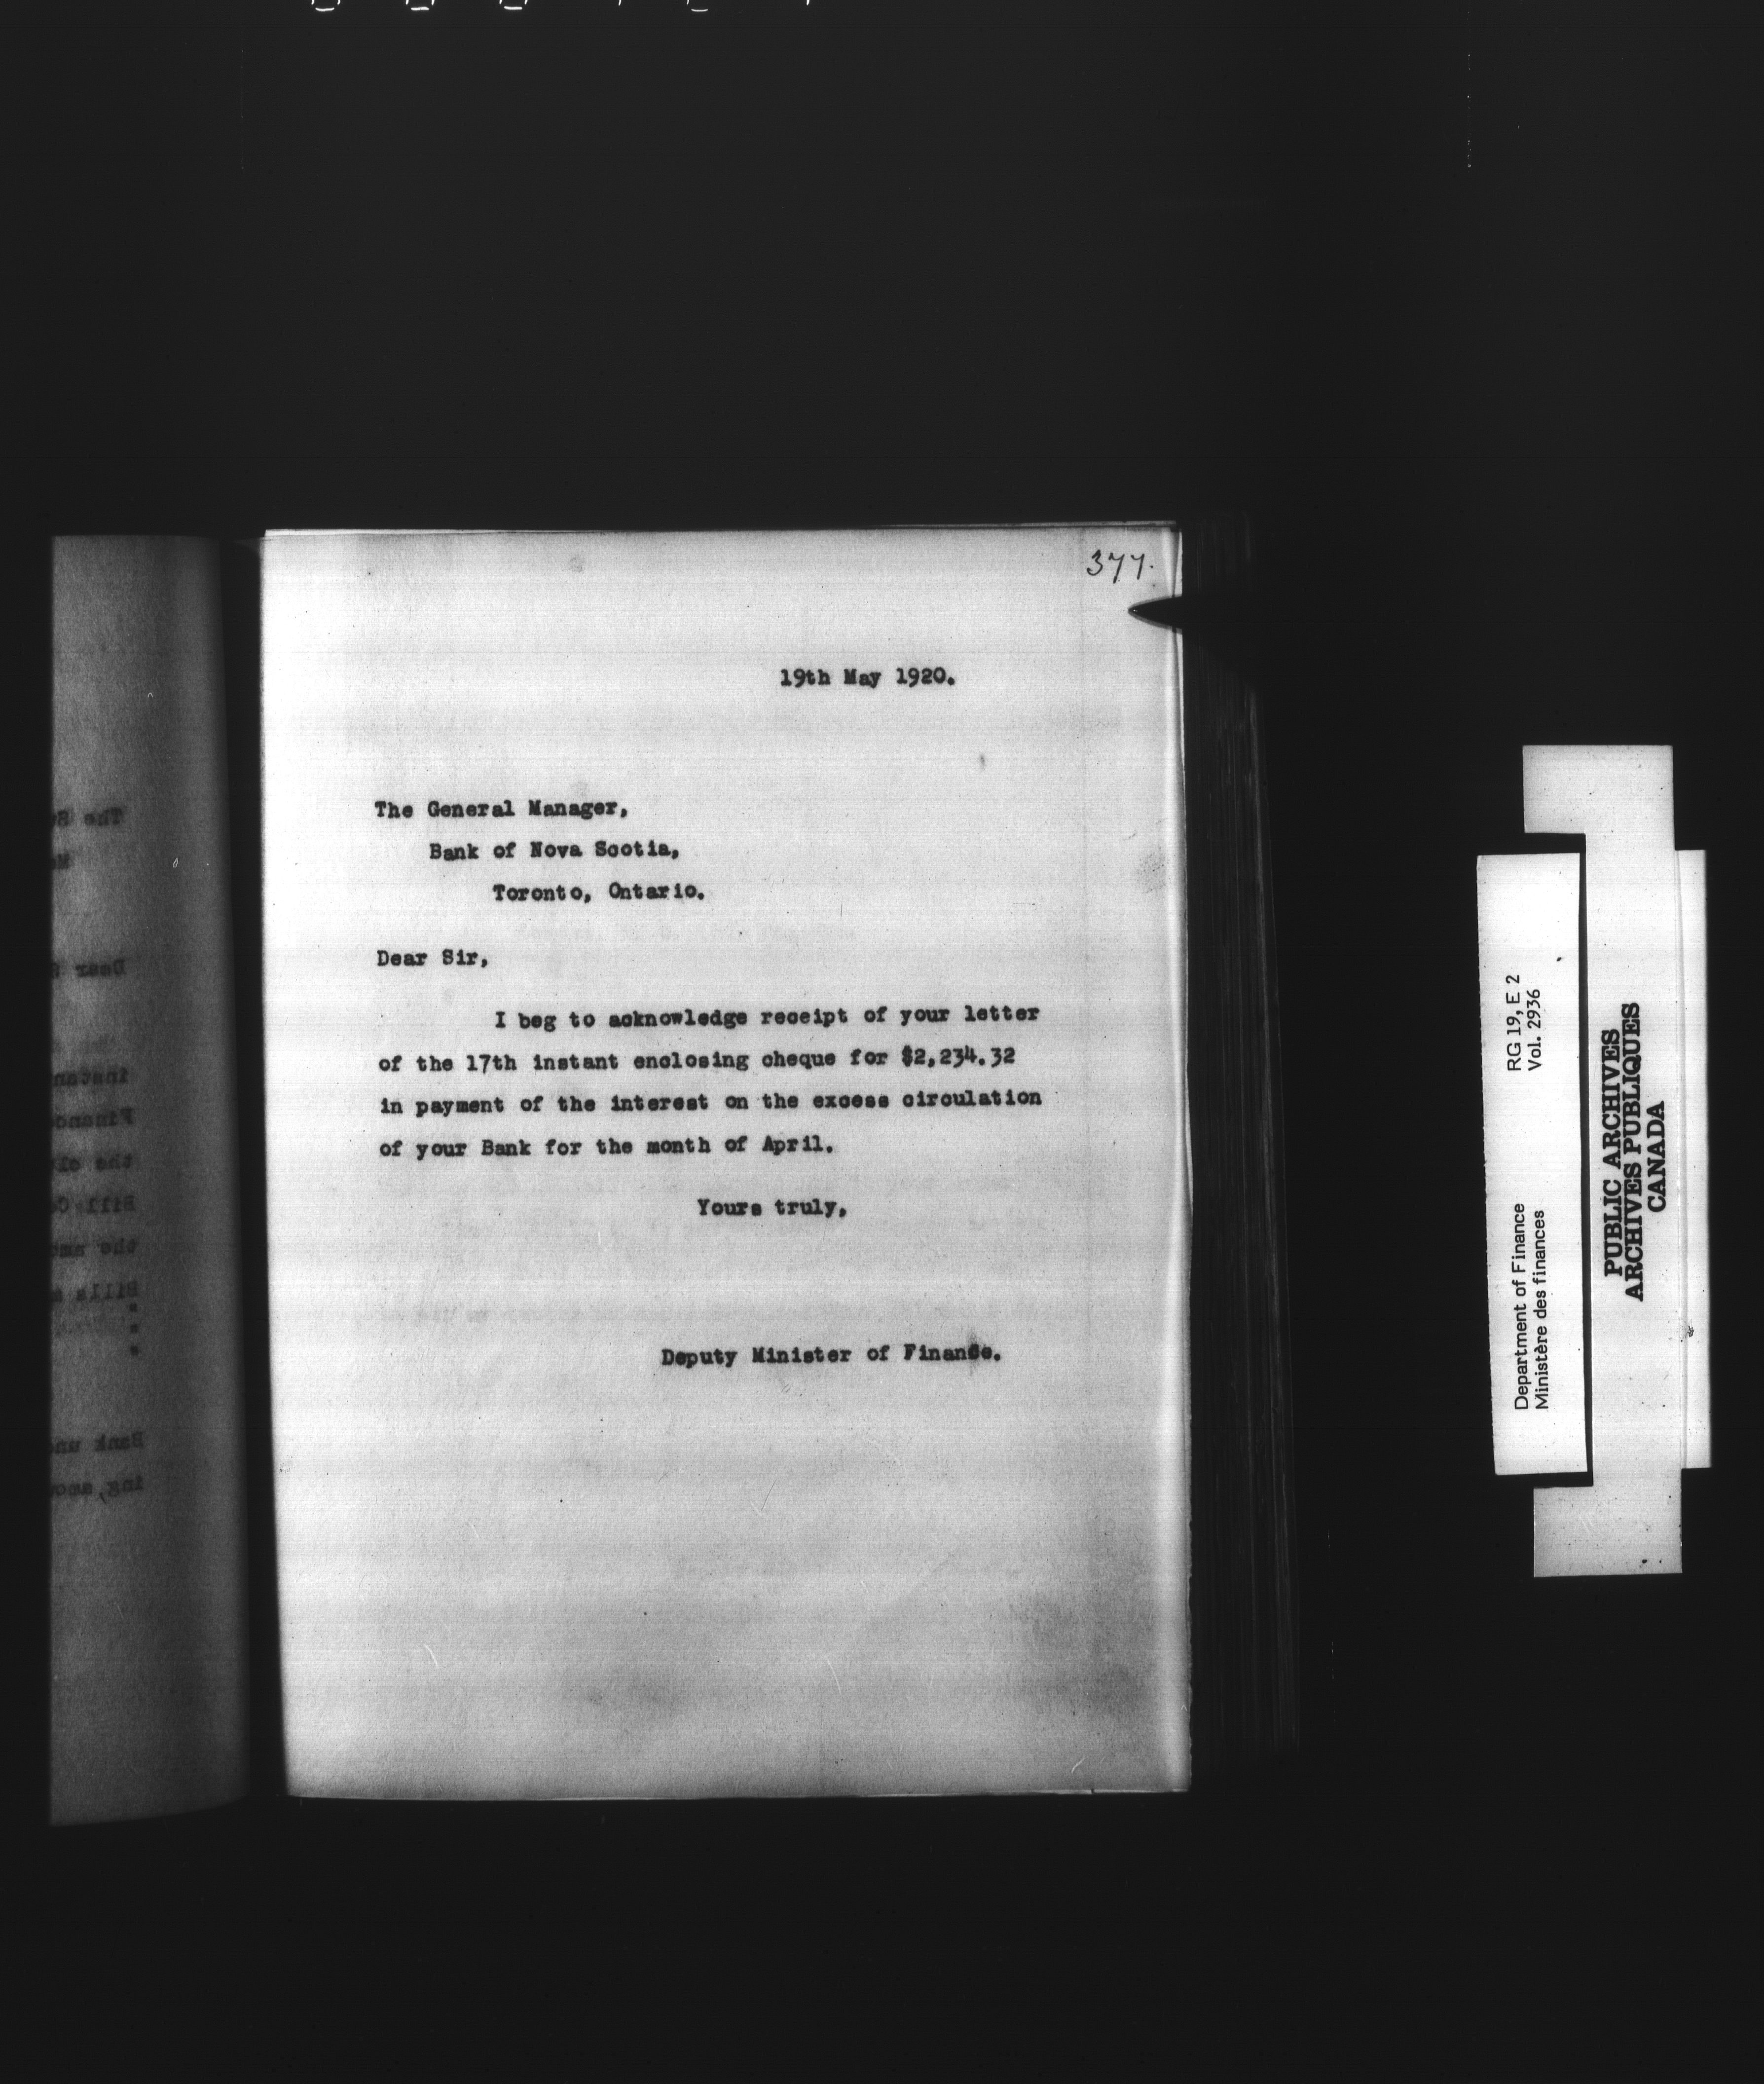 377.
19th May 1920.
The General Manager,
Bank of Nova Scotia,
Toronto, Ontario.
Dear Sir,
I beg to acknowledge receipt of your letter
of the 17th instant enclosing cheque for $2,234.32
in payment of the interest on the excess circulation
of your Bank for the month of April.
Yours truly,
Deputy Minister of Finance.
Department of Finance RG 19, E 2
Ministère des finances Vol. 2936
PUBLIC ARCHIVES
ARCHIVES PUBLIQUES
CANADA